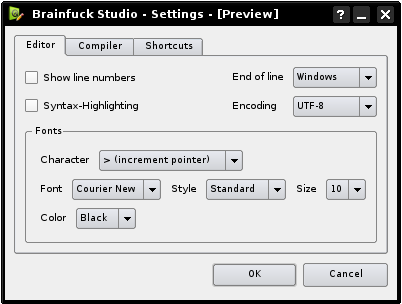 Brainfuck Studio - Settings - [Preview]
Editor Compiler Shortcuts
Show line numbers End of line Windows
Syntax-Highlighting Encoding UTF-8
Fonts
Character > (increment pointer)
Font Courier New Style Standard Size 10
Color Black
OK Cancel